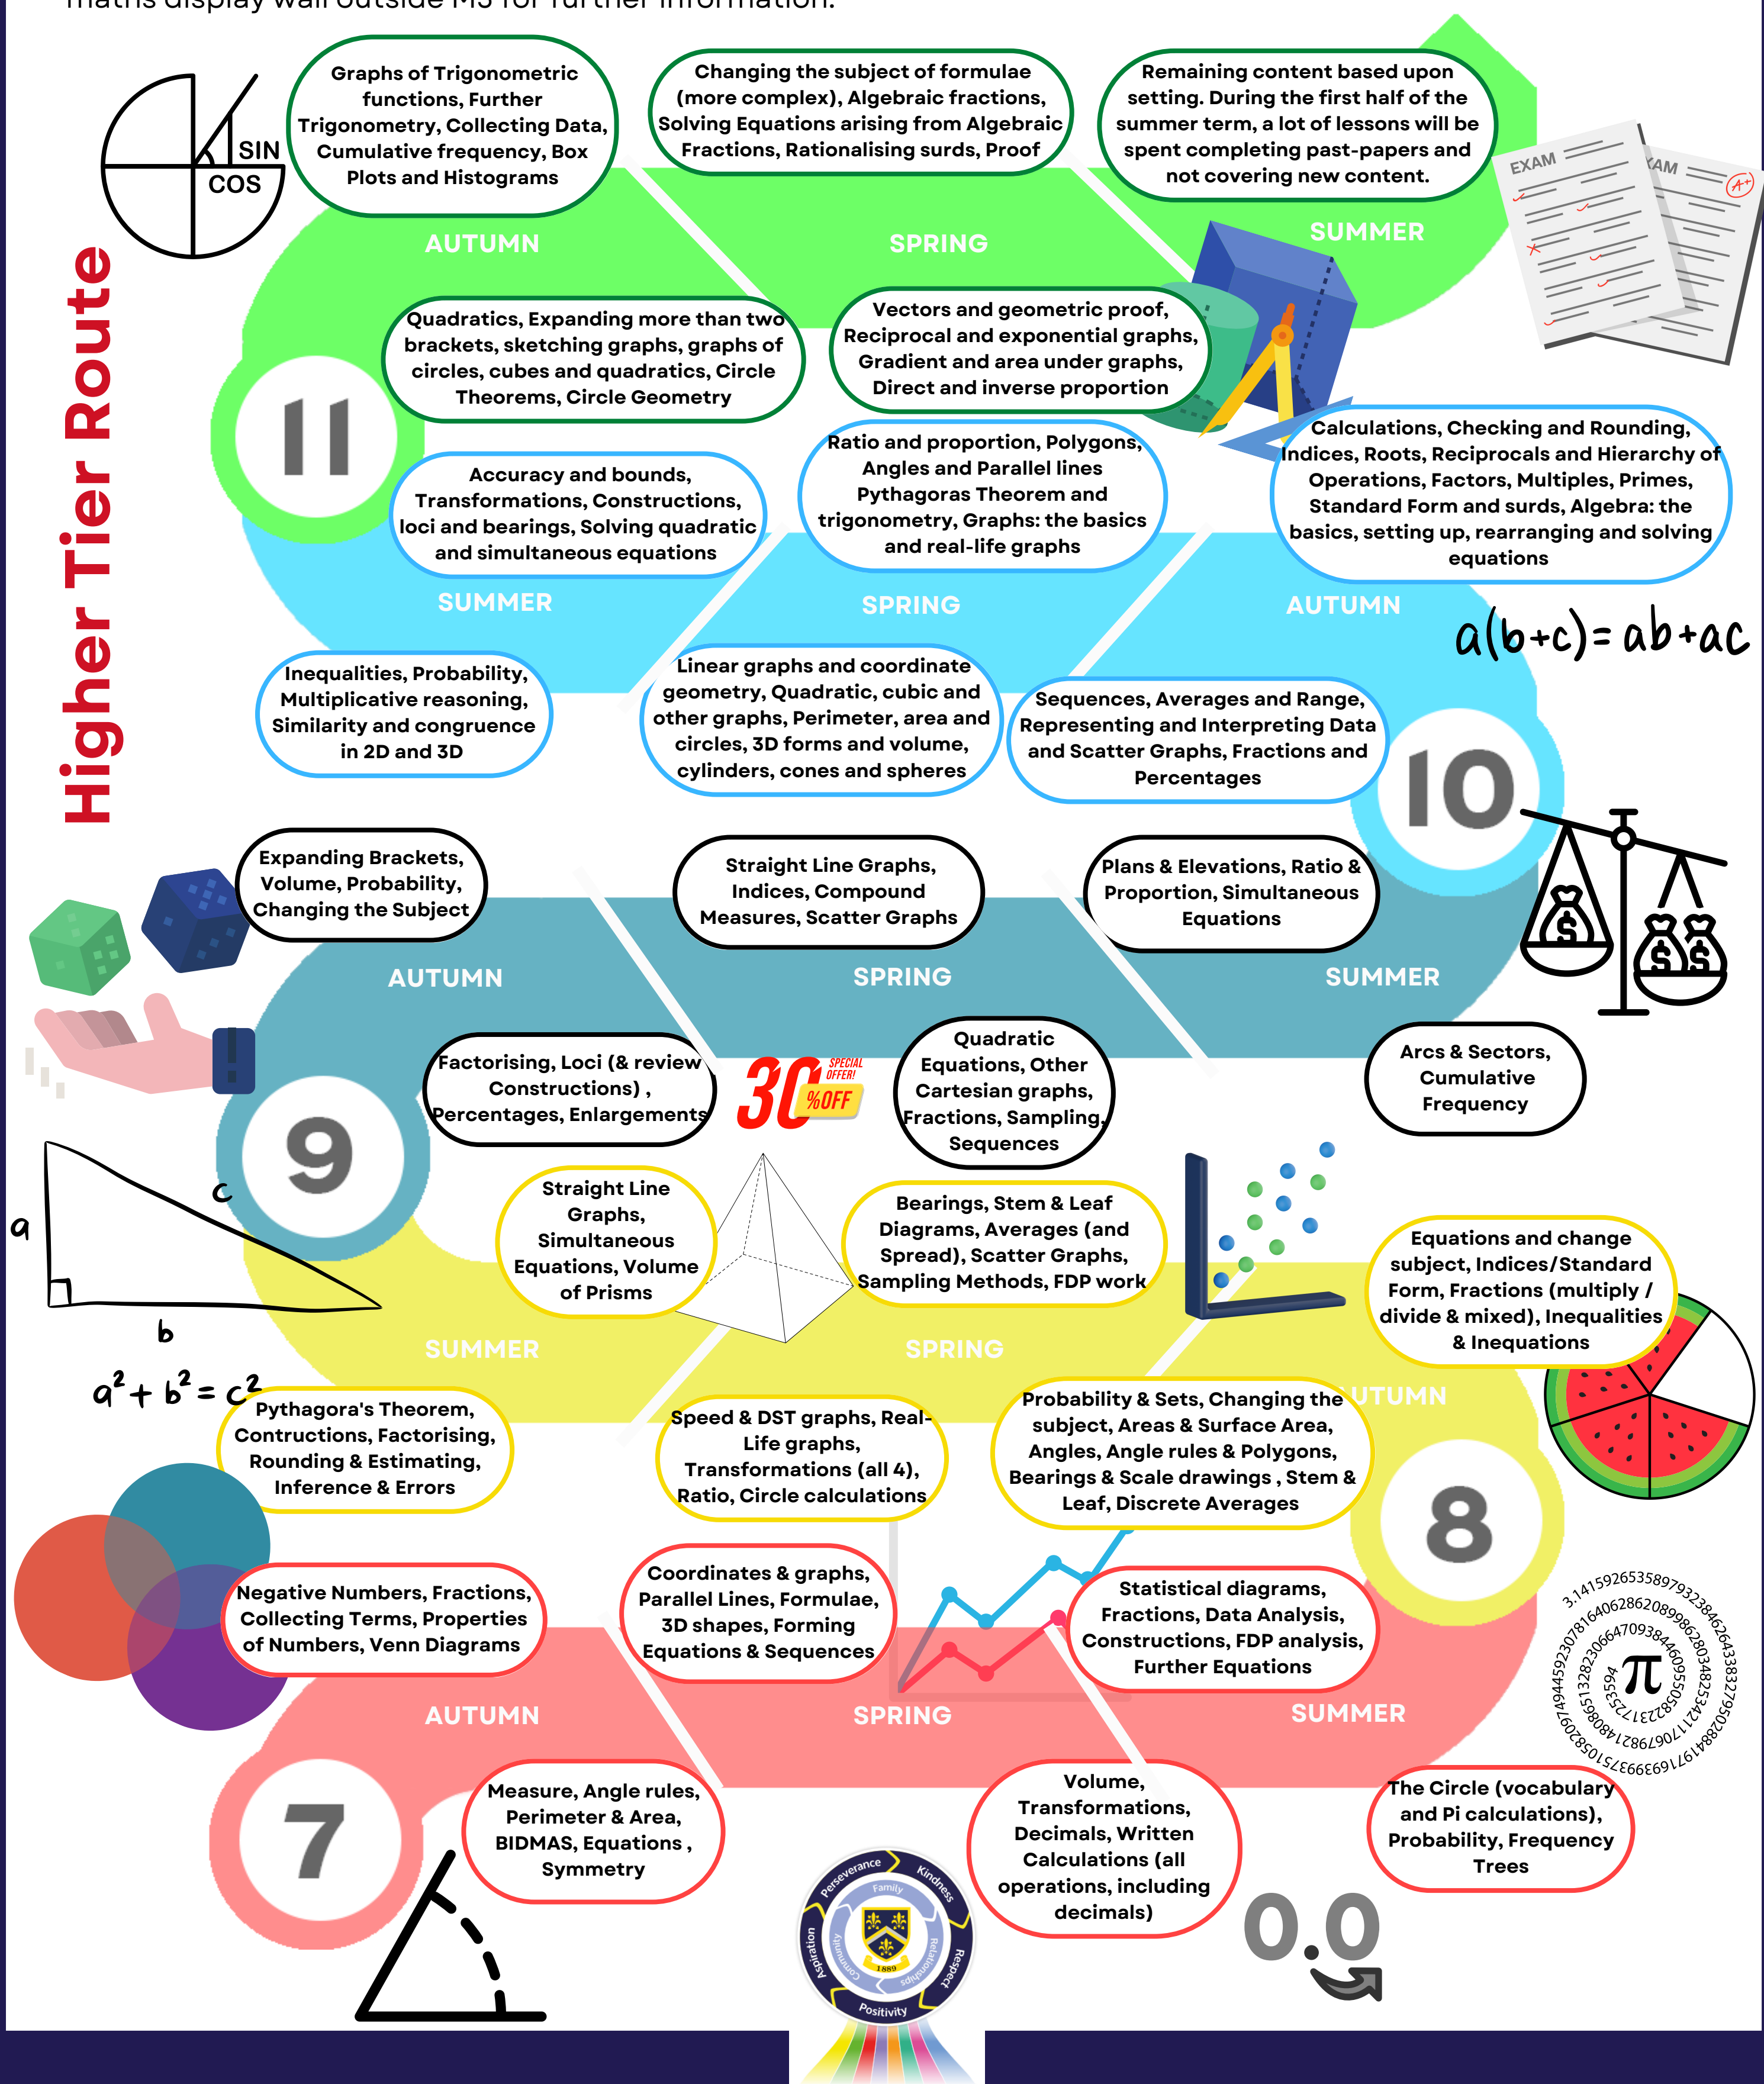 maths display wall outside M3 for further information.
Higher Tier Route
SIN
COS
Graphs of Trigonometric
functions, Further
Trigonometry, Collecting Data,
Cumulative frequency, Box
Plots and Histograms
Changing the subject of formulae
(more complex), Algebraic fractions,
Solving Equations arising from Algebraic
Fractions, Rationalising surds, Proof
Remaining content based upon
setting. During the first half of the
summer term, a lot of lessons will be
spent completing past-papers and
not covering new content.
EXAM
XAM
A+
AUTUMN
SPRING
SUMMER
Quadratics, Expanding more than two
brackets, sketching graphs, graphs of
circles, cubes and quadratics, Circle
Theorems, Circle Geometry
Vectors and geometric proof,
Reciprocal and exponential graphs,
Gradient and area under graphs,
Direct and inverse proportion
11
Accuracy and bounds,
Transformations, Constructions,
loci and bearings, Solving quadratic
and simultaneous equations
Ratio and proportion, Polygons,
Angles and Parallel lines
Pythagoras Theorem and
trigonometry, Graphs: the basics
and real-life graphs
Calculations, Checking and Rounding,
Indices, Roots, Reciprocals and Hierarchy of
Operations, Factors, Multiples, Primes,
Standard Form and surds, Algebra: the
basics, setting up, rearranging and solving
equations
SUMMER
SPRING
AUTUMN
a(b+c)= ab+ac
Inequalities, Probability,
Multiplicative reasoning,
Similarity and congruence
in 2D and 3D
Linear graphs and coordinate
geometry, Quadratic, cubic and
other graphs, Perimeter, area and
circles, 3D forms and volume,
cylinders, cones and spheres
Sequences, Averages and Range,
Representing and Interpreting Data
and Scatter Graphs, Fractions and
Percentages
10
Expanding Brackets,
Volume, Probability,
Changing the Subject
Straight Line Graphs,
Indices, Compound
Measures, Scatter Graphs
Plans & Elevations, Ratio &
Proportion, Simultaneous
Equations
$
$ $
AUTUMN
SPRING
SUMMER
Factorising, Loci (& review
Constructions) ,
Percentages, Enlargements
30
SPECIAL
OFFER!
%OFF
Quadratic
Equations, Other
Cartesian graphs,
Fractions, Sampling,
Sequences
Arcs & Sectors,
Cumulative
Frequency
9
a
c
b
a² + b² = c²
Straight Line
Graphs,
Simultaneous
Equations, Volume
of Prisms
Bearings, Stem & Leaf
Diagrams, Averages (and
Spread), Scatter Graphs,
Sampling Methods, FDP work
Equations and change
subject, Indices/Standard
Form, Fractions (multiply /
divide & mixed), Inequalities
& Inequations
SUMMER
SPRING
UTUMN
Pythagora's Theorem,
Contructions, Factorising,
Rounding & Estimating,
Inference & Errors
Speed & DST graphs, Real-
Life graphs,
Transformations (all 4),
Ratio, Circle calculations
Probability & Sets, Changing the
subject, Areas & Surface Area,
Angles, Angle rules & Polygons,
Bearings & Scale drawings , Stem &
Leaf, Discrete Averages
8
Negative Numbers, Fractions,
Collecting Terms, Properties
of Numbers, Venn Diagrams
Coordinates & graphs,
Parallel Lines, Formulae,
3D shapes, Forming
Equations & Sequences
Statistical diagrams,
Fractions, Data Analysis,
Constructions, FDP analysis,
Further Equations
3.1415926535897932384626433832795028841971693993751058209749445923078164062862089986280348253421170679821480865132823066470938446095505822317253594
π
AUTUMN
SPRING
SUMMER
7
Measure, Angle rules,
Perimeter & Area,
BIDMAS, Equations ,
Symmetry
Volume,
Transformations,
Decimals, Written
Calculations (all
operations, including
decimals)
The Circle (vocabulary
and Pi calculations),
Probability, Frequency
Trees
0.0
Perseverance
Kindness
Respect
Positivity
Aspiration
Family
Relationships
Community
1889